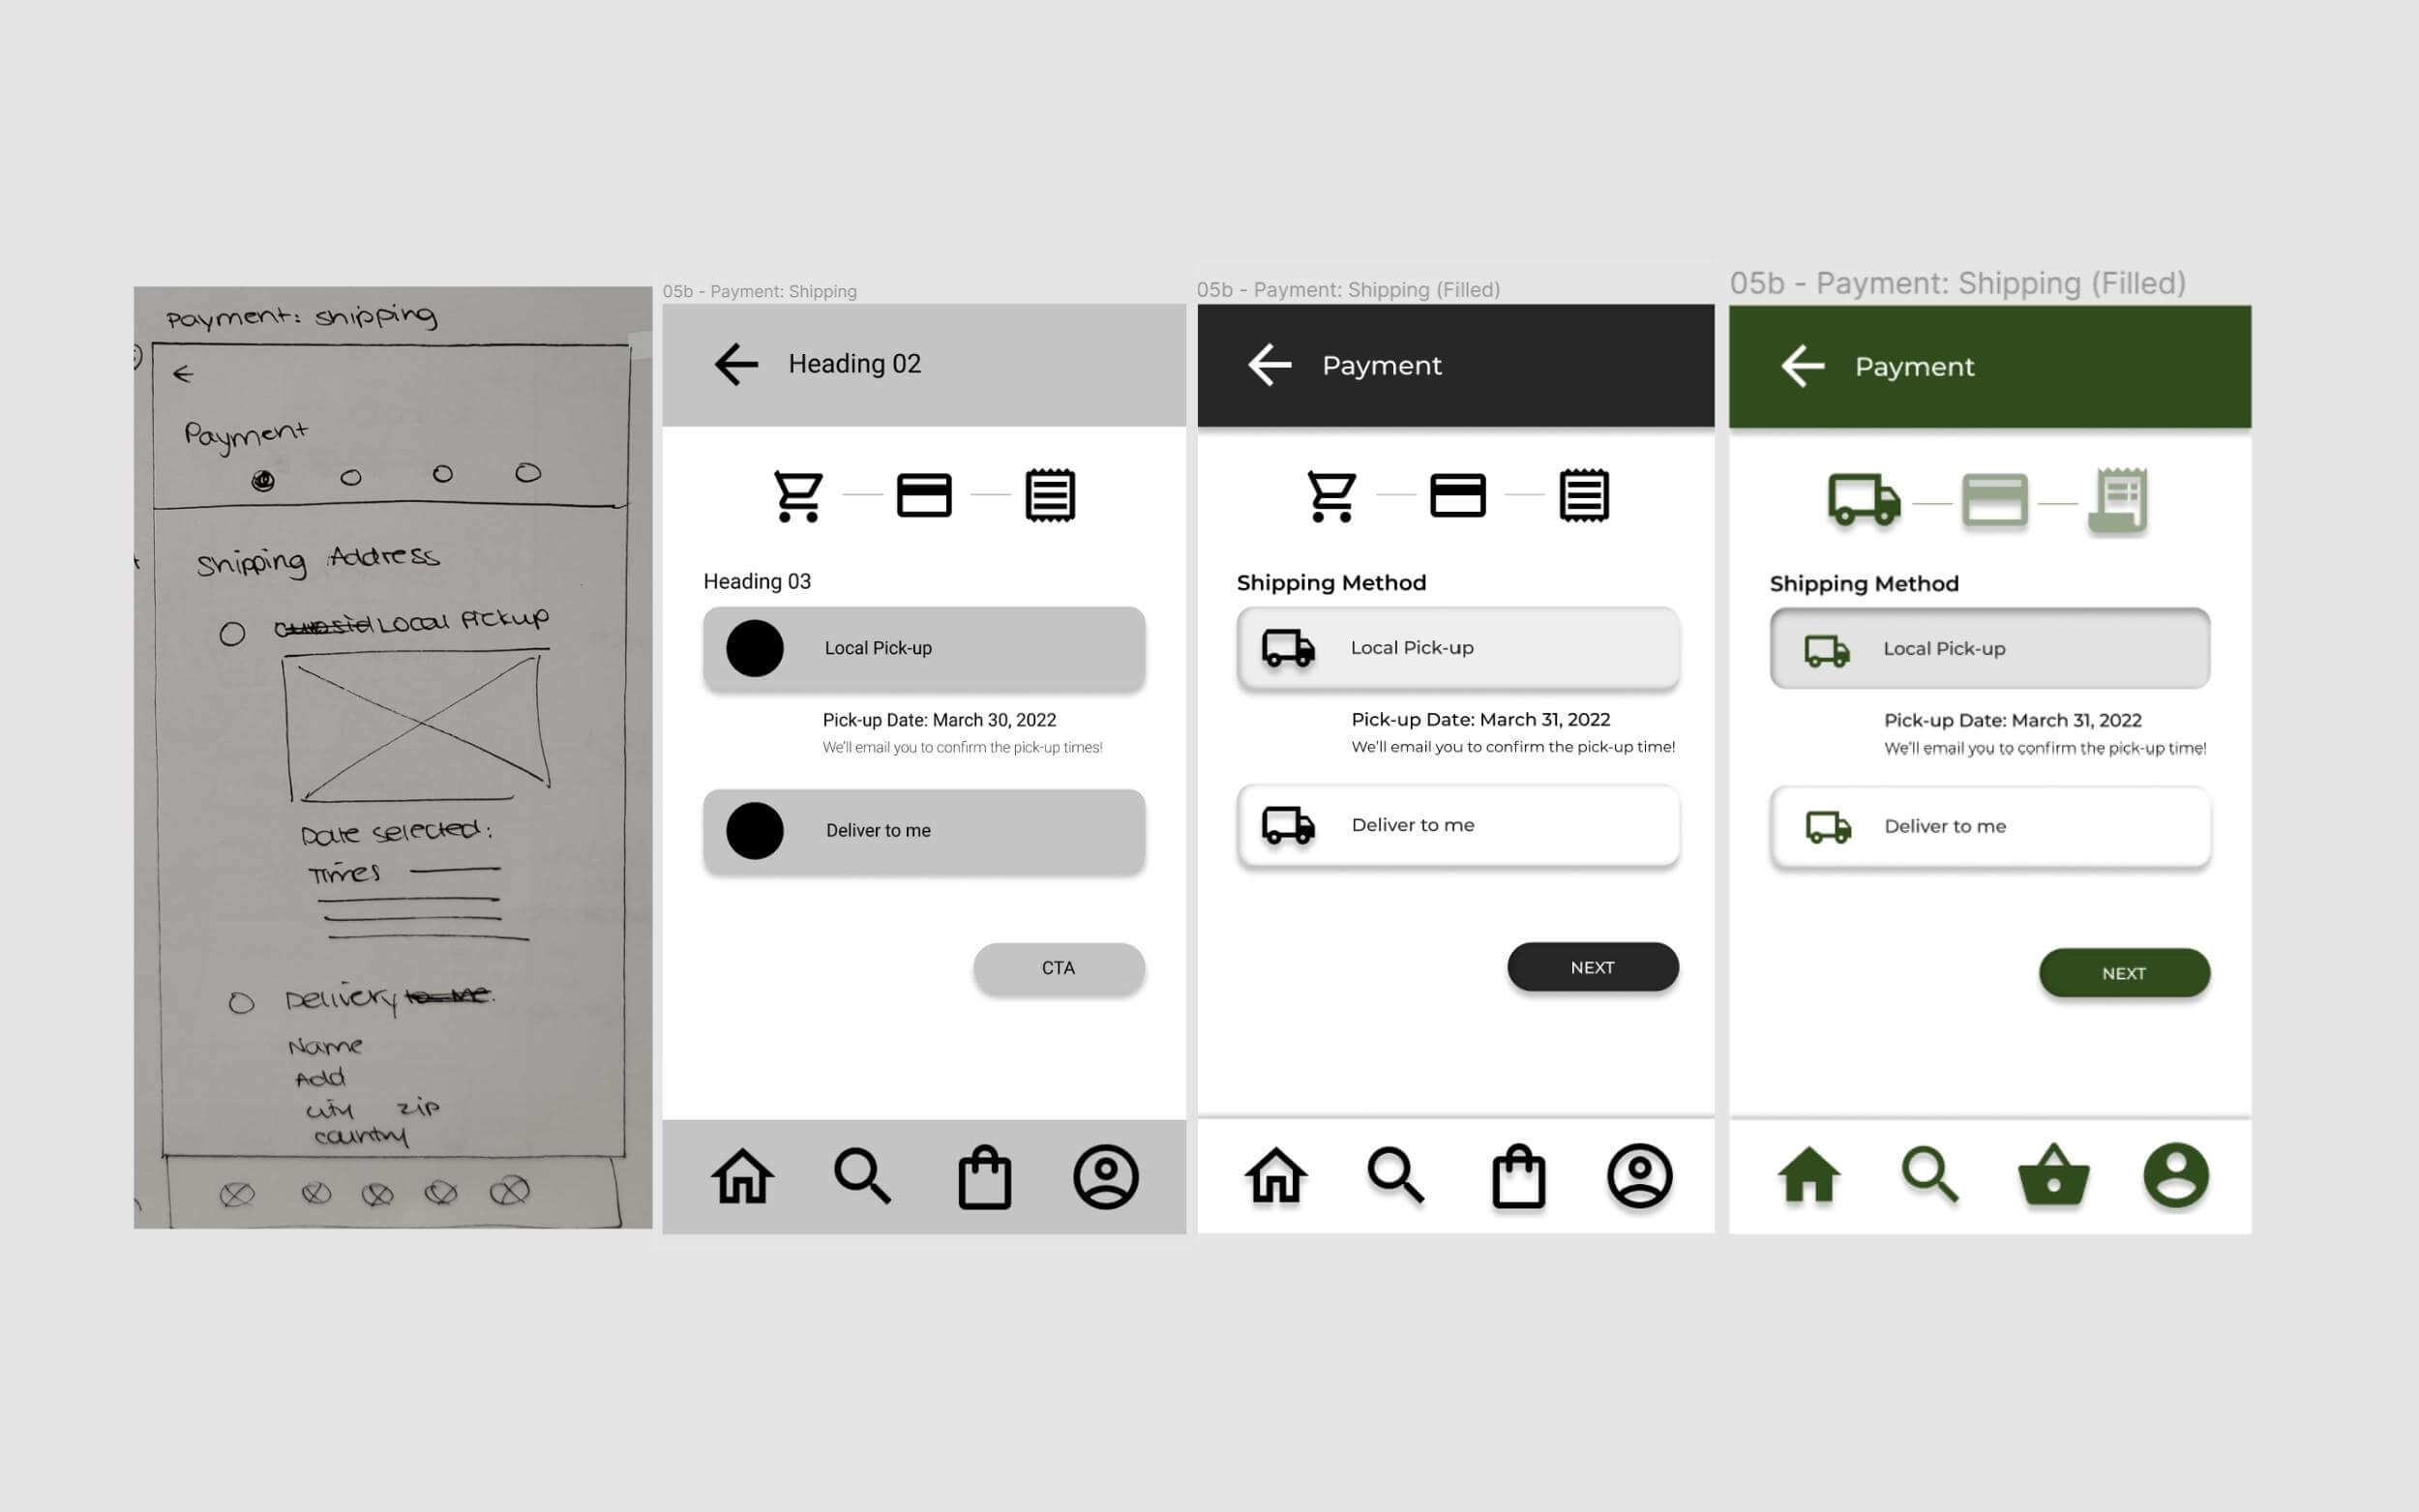 Payment: Shipping
Payment
Shipping Address
Local Pickup
Date selected:
Times
Delivery to me.
Name
Add
city zip
country
05b - Payment: Shipping
Heading 02
Heading 03
Local Pick-up
Pick-up Date: March 30, 2022
We'll email you to confirm the pick-up times!
Deliver to me
CTA
05b - Payment: Shipping (Filled)
Payment
Shipping Method
Local Pick-up
Pick-up Date: March 31, 2022
We'll email you to confirm the pick-up time!
Deliver to me
NEXT
05b - Payment: Shipping (Filled)
Payment
Shipping Method
Local Pick-up
Pick-up Date: March 31, 2022
We'll email you to confirm the pick-up time!
Deliver to me
NEXT